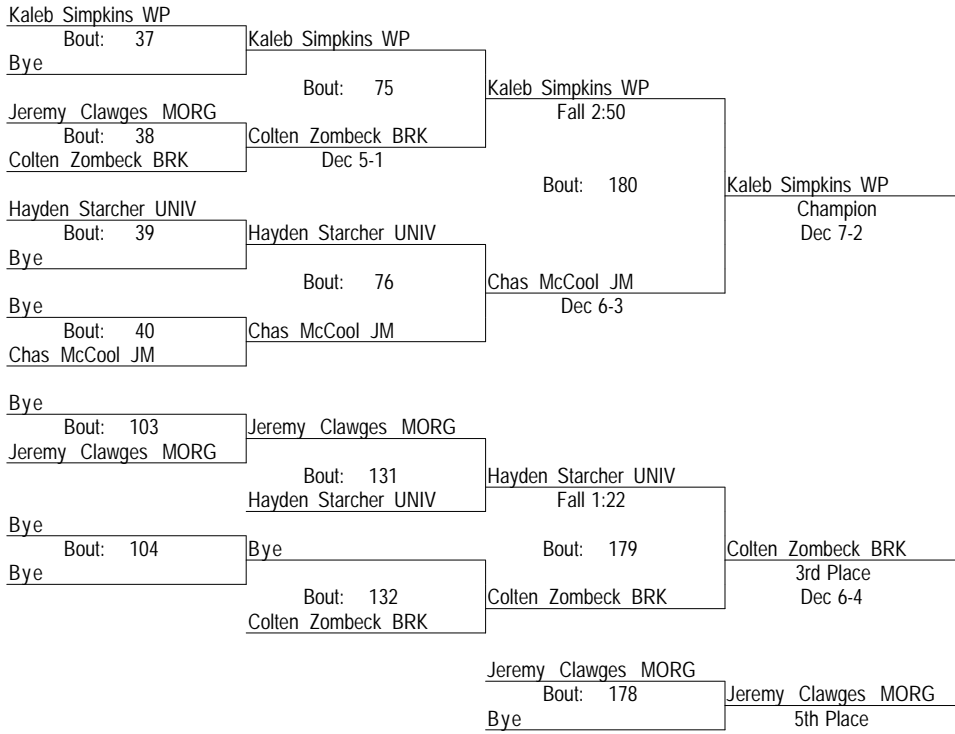 Kaleb Simpkins WP
Bout: 37
Bye
Kaleb Simpkins WP
Bout: 75
Jeremy Clawges MORG
Bout: 38
Colten Zombeck BRK
Colten Zombeck BRK
Dec 5-1
Kaleb Simpkins WP
Fall 2:50
Bout: 180
Hayden Starcher UNIV
Bout: 39
Bye
Hayden Starcher UNIV
Bout: 76
Bye
Bout: 40
Chas McCool JM
Chas McCool JM
Chas McCool JM
Dec 6-3
Kaleb Simpkins WP
Champion
Dec 7-2
Bye
Bout: 103
Jeremy Clawges MORG
Jeremy Clawges MORG
Bout: 131
Hayden Starcher UNIV
Hayden Starcher UNIV
Fall 1:22
Bye
Bout: 104
Bye
Bye
Bout: 132
Colten Zombeck BRK
Bout: 179
Colten Zombeck BRK
Colten Zombeck BRK
3rd Place
Dec 6-4
Jeremy Clawges MORG
Bout: 178
Bye
Jeremy Clawges MORG
5th Place